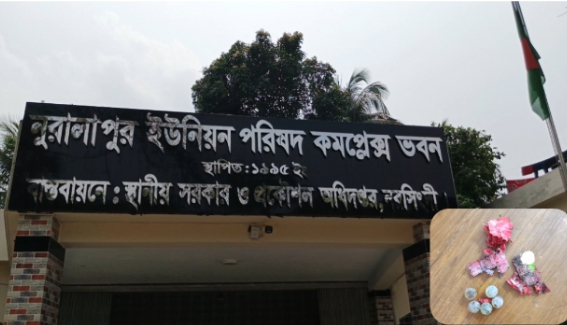 নুরালাপুর ইউনিয়ন পরিষদ কমপ্লেক্স ভবন
স্থাপিত : ১৯৯৫ ইং
বাস্তবায়নে : স্থানীয় সরকার ও প্রকৌশল অধিদপ্তর, নরসিংদী